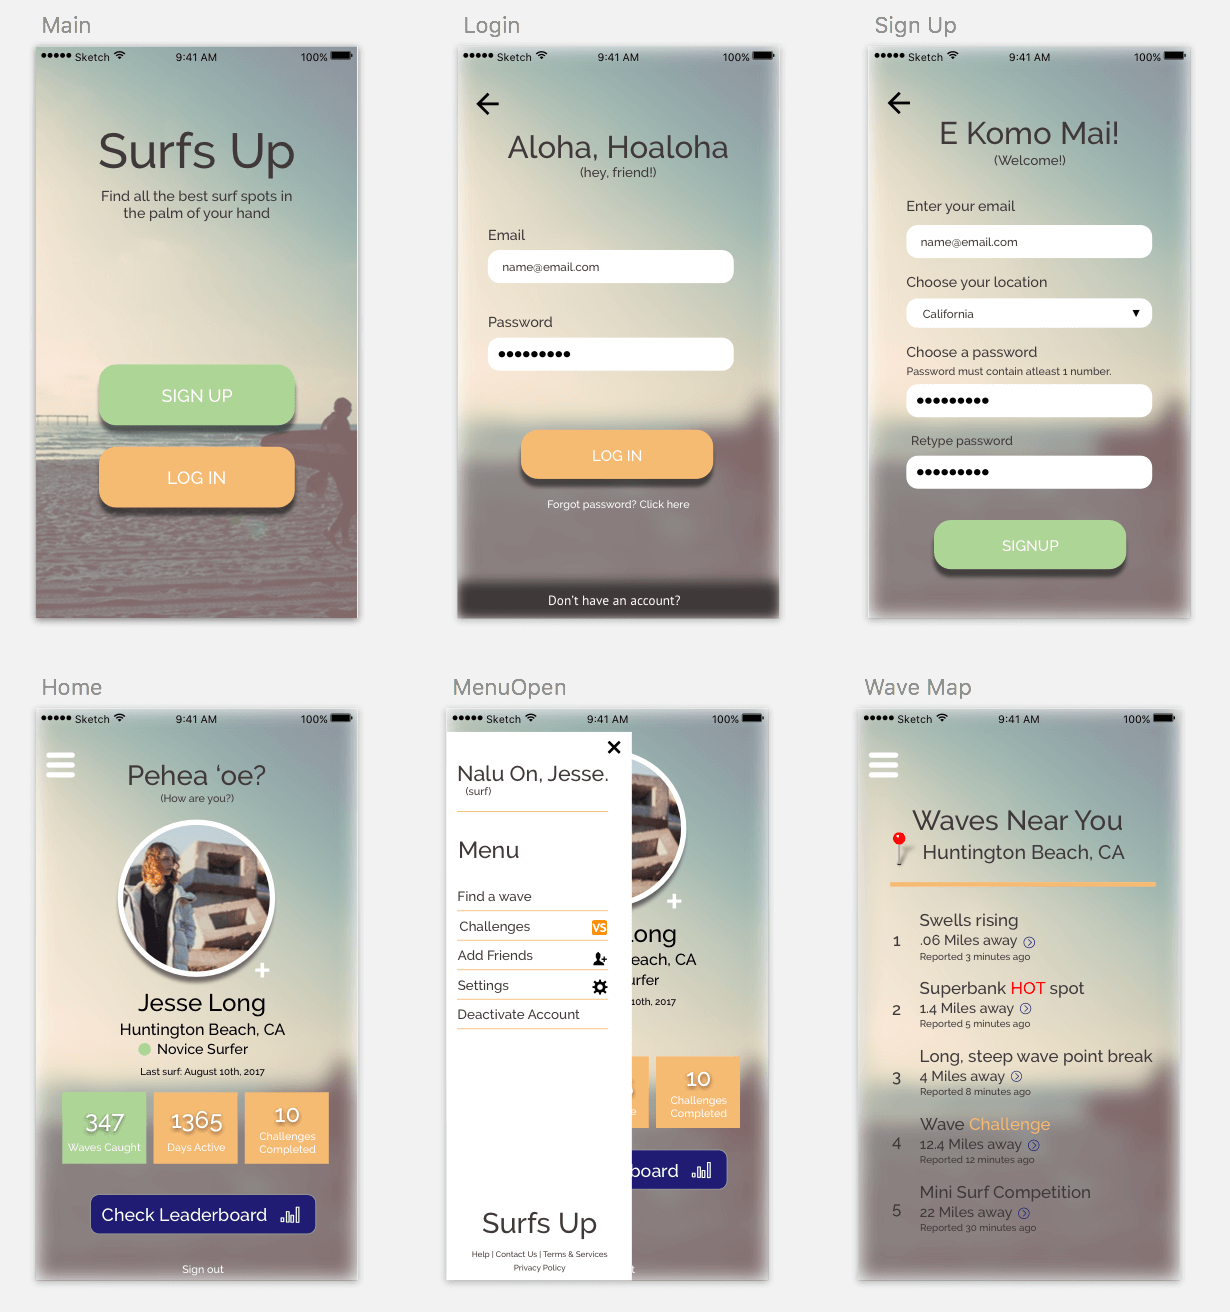 Main
Sketch 9:41 AM 100%
Surfs Up
Find all the best surf spots in
the palm of your hand
SIGN UP
LOG IN
Login
Sketch 9:41 AM 100%
Aloha, Hoaloha
(hey, friend!)
Email
name@email.com
Password
●●●●●●●●●
LOG IN
Forgot password? Click here
Don't have an account?
Sign Up
Sketch 9:41 AM 100%
E Komo Mai!
(Welcome!)
Enter your email
name@email.com
Choose your location
California
Choose a password
Password must contain atleast 1 number.
●●●●●●●●●
Retype password
●●●●●●●●●
SIGNUP
Home
Sketch 9:41 AM 100%
Pehea ‘oe?
(How are you?)
Jesse Long
Huntington Beach, CA
Novice Surfer
Last surf: August 10th, 2017
347
Waves Caught
1365
Days Active
10
Challenges
Completed
Check Leaderboard
Sign out
MenuOpen
Sketch 9:41 AM 100%
Nalu On, Jesse.
(surf)
Menu
Find a wave
Challenges VS
Add Friends
Settings
Deactivate Account
Surfs Up
Help | Contact Us | Terms & Services
Privacy Policy
ong
each, CA
rfer
10th, 2017
e
10
Challenges
Completed
board
t
Wave Map
Sketch 9:41 AM 100%
Waves Near You
Huntington Beach, CA
1
Swells rising
.06 Miles away
Reported 3 minutes ago
2
Superbank HOT spot
1.4 Miles away
Reported 5 minutes ago
3
Long, steep wave point break
4 Miles away
Reported 8 minutes ago
4
Wave Challenge
12.4 Miles away
Reported 12 minutes ago
5
Mini Surf Competition
22 Miles away
Reported 30 minutes ago